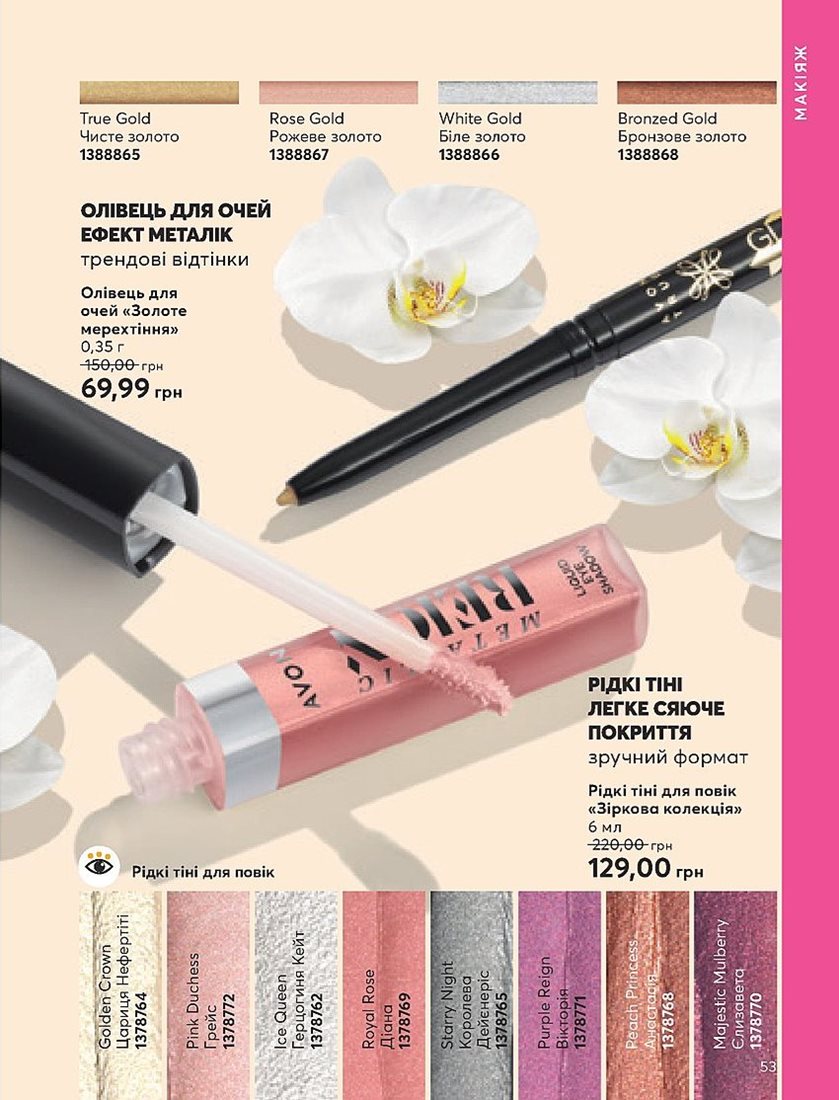 МАКІЯЖ
True Gold
Чисте золото
1388865
Rose Gold
Рожеве золото
1388867
White Gold
Біле золото
1388866
Bronzed Gold
Бронзове золото
1388868
ОЛІВЕЦЬ ДЛЯ ОЧЕЙ
ЕФЕКТ МЕТАЛІК
трендові відтінки
Олівець для
очей «Золоте
мерехтіння»
0,35 г
150,00 грн
69,99 грн
LIQUID
EYE
SHADOW
AVON
РІДКІ ТІНІ
ЛЕГКЕ СЯЮЧЕ
ПОКРИТТЯ
зручний формат
Рідкі тіні для повік
«Зіркова колекція»
6 мл
220,00 грн
129,00 грн
Рідкі тіні для повік
Golden Crown
Цариця Нефертіті
1378764
Pink Duchess
Грейс
1378772
Ice Queen
Герцогиня Кейт
1378762
Royal Rose
Діана
1378769
Starry Night
Королева
Дейєнеріс
1378765
Purple Reign
Вікторія
1378771
Peach Princess
Анастасія
1378768
Majestic Mulberry
Єлизавета
1378770
53